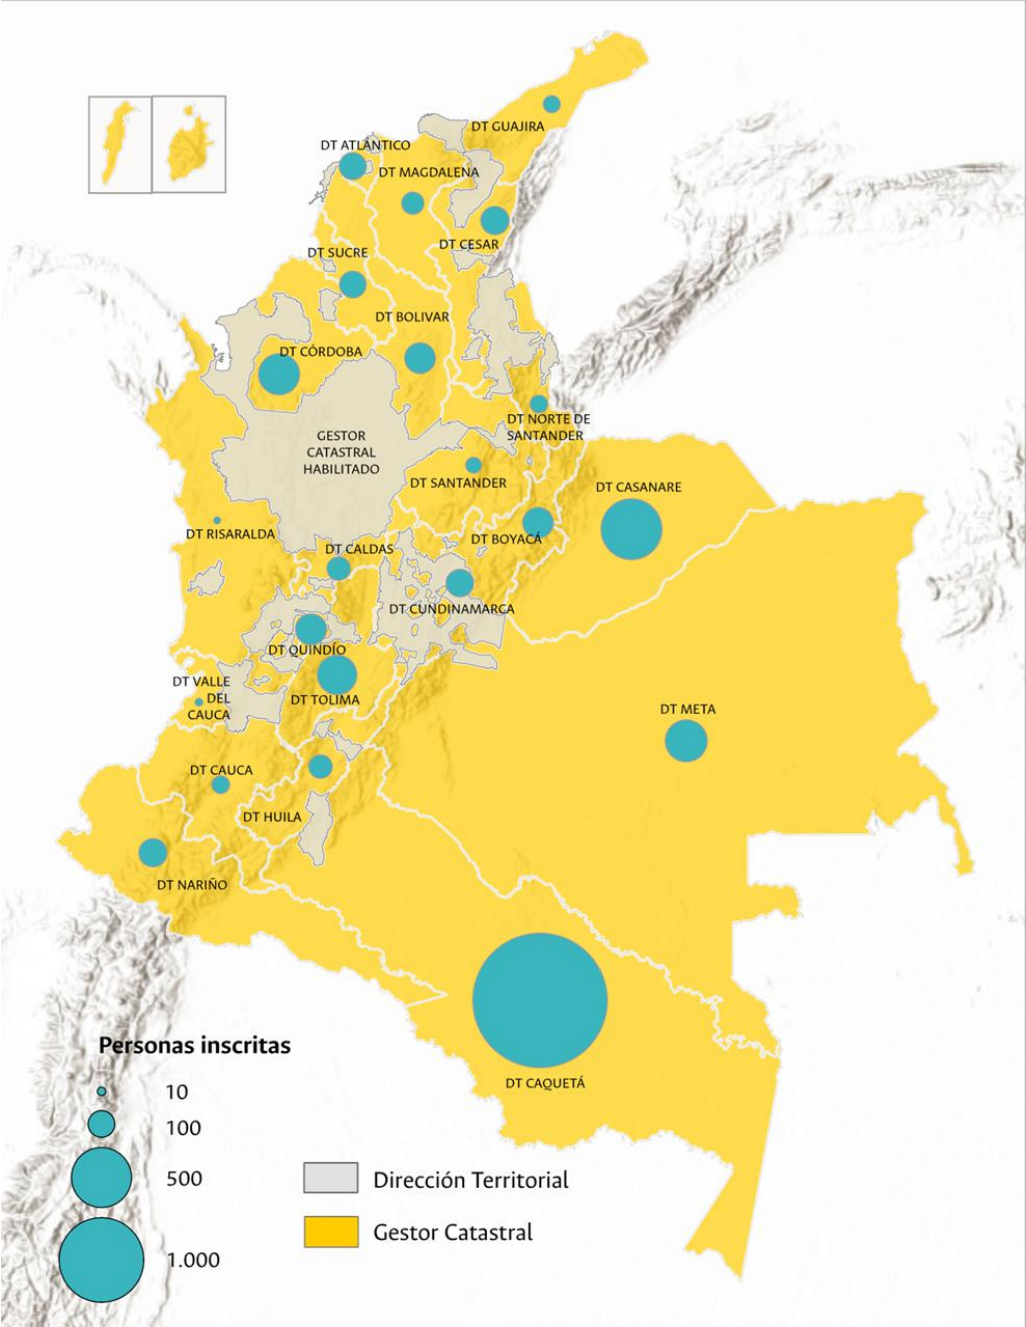 DT GUAJIRA
DT ATLÁNTICO
DT MAGDALENA
DT CESAR
DT SUCRE
DT BOLIVAR
DT CÓRDOBA
DT NORTE DE
SANTANDER
GESTOR
CATASTRAL
HABILITADO
DT SANTANDER
DT CASANARE
DT RISARALDA
DT BOYACÁ
DT CALDAS
DT CUNDINAMARCA
DT QUINDÍO
DT VALLE
DEL
CAUCA
DT TOLIMA
DT META
DT CAUCA
DT HUILA
DT NARIÑO
DT CAQUETÁ
Personas inscritas
10
100
500
1.000
Dirección Territorial
Gestor Catastral